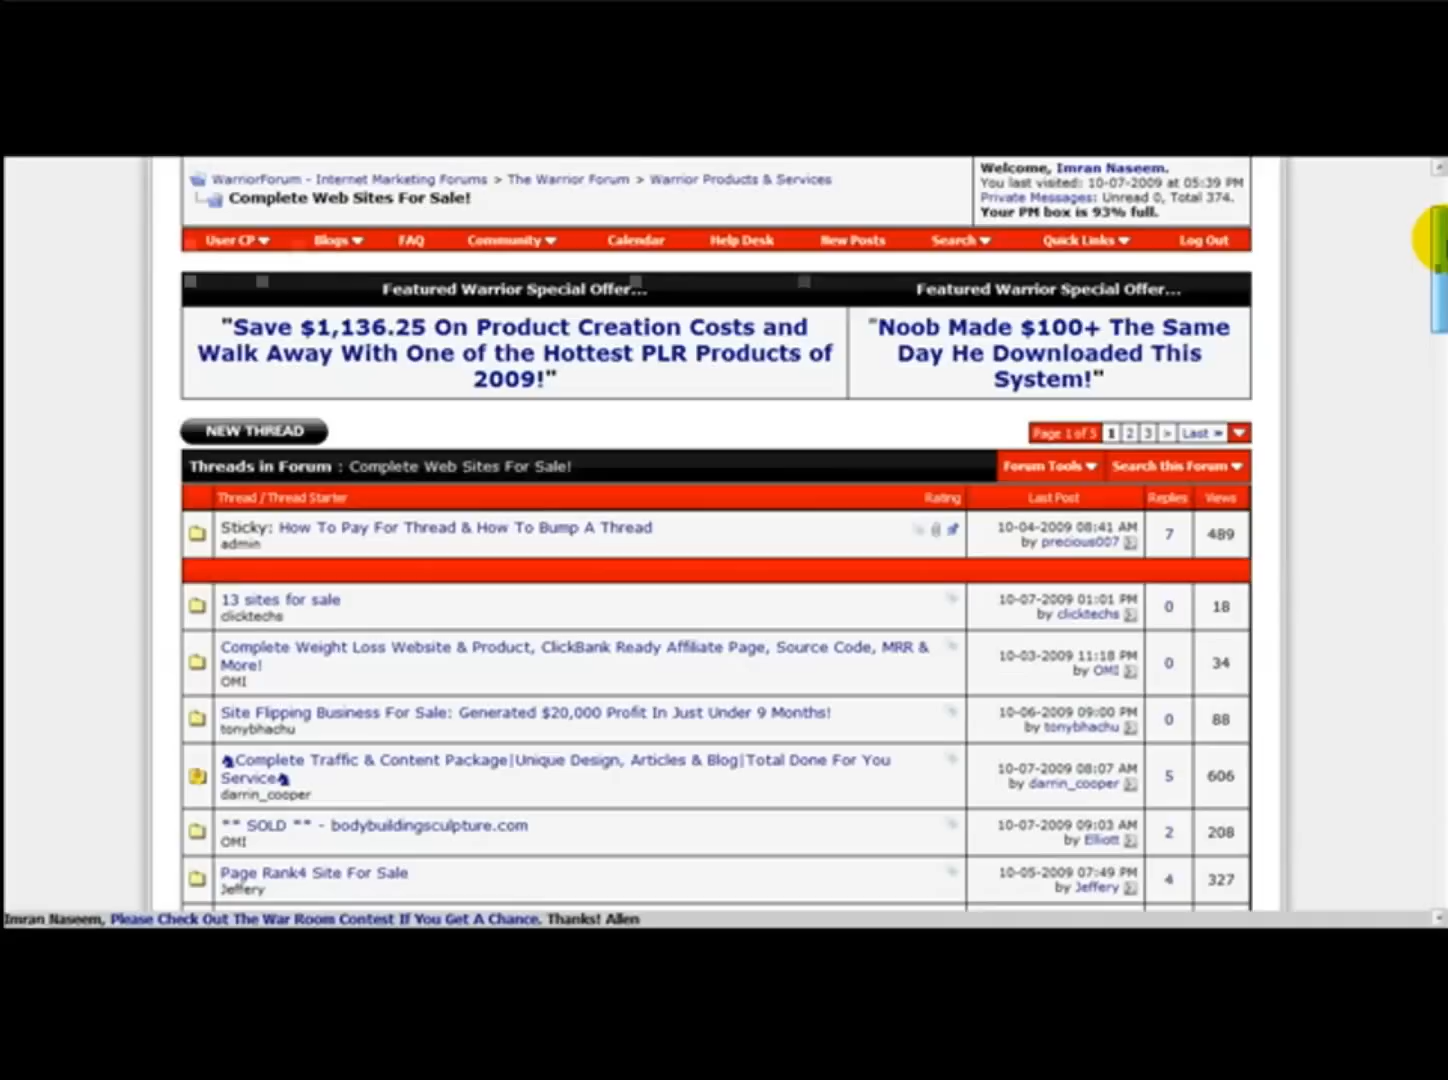 WarriorForum - Internet Marketing Forums > The Warrior Forum > Warrior Products & Services
Complete Web Sites For Sale!
Welcome, Imran Naseem.
You last visited: 10-07-2009 at 05:39 PM
Private Messages: Unread 0, Total 374.
Your PM box is 93% full.
User CP Blogs FAQ Community Calendar Help Desk New Posts Search Quick Links Log Out
Featured Warrior Special Offer... Featured Warrior Special Offer...
"Save $1,136.25 On Product Creation Costs and
Walk Away With One of the Hottest PLR Products of
2009!"
"Noob Made $100+ The Same
Day He Downloaded This
System!"
NEW THREAD
Page 1 of 5 1 2 3 > Last »
Threads in Forum : Complete Web Sites For Sale! Forum Tools Search this Forum
Thread / Thread Starter Rating Last Post Replies Views
Sticky: How To Pay For Thread & How To Bump A Thread
admin
10-04-2009 08:41 AM
by precious007
7 489
13 sites for sale
clicktechs
10-07-2009 01:01 PM
by clicktechs
0 18
Complete Weight Loss Website & Product, ClickBank Ready Affiliate Page, Source Code, MRR &
More!
OMI
10-03-2009 11:18 PM
by OMI
0 34
Site Flipping Business For Sale: Generated $20,000 Profit In Just Under 9 Months!
tonybhachu
10-06-2009 09:00 PM
by tonybhachu
0 88
♞Complete Traffic & Content Package|Unique Design, Articles & Blog|Total Done For You
Service♞
darrin_cooper
10-07-2009 08:07 AM
by darrin_cooper
5 606
** SOLD ** - bodybuildingsculpture.com
OMI
10-07-2009 09:03 AM
by Elliott
2 208
Page Rank4 Site For Sale
Jeffery
10-05-2009 07:49 PM
by Jeffery
4 327
Imran Naseem, Please Check Out The War Room Contest If You Get A Chance. Thanks! Allen